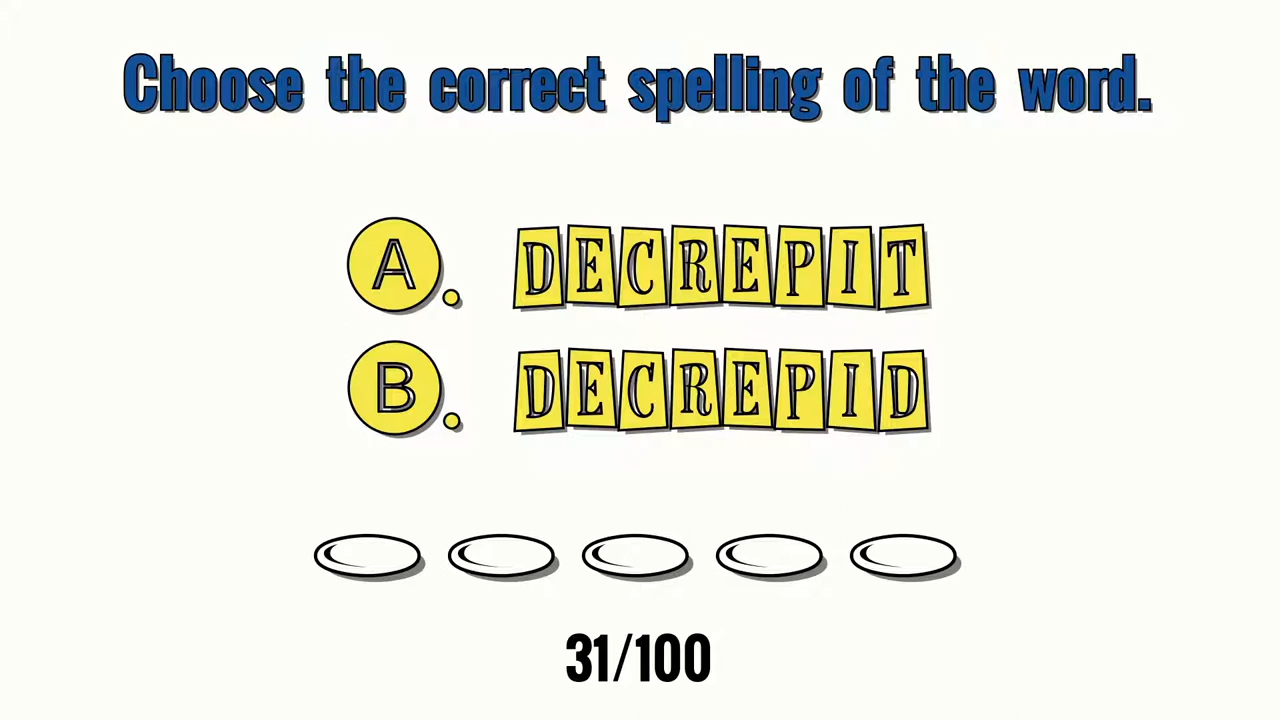 Choose the correct spelling of the word.
A. DECREPIT
B. DECREPID
31/100